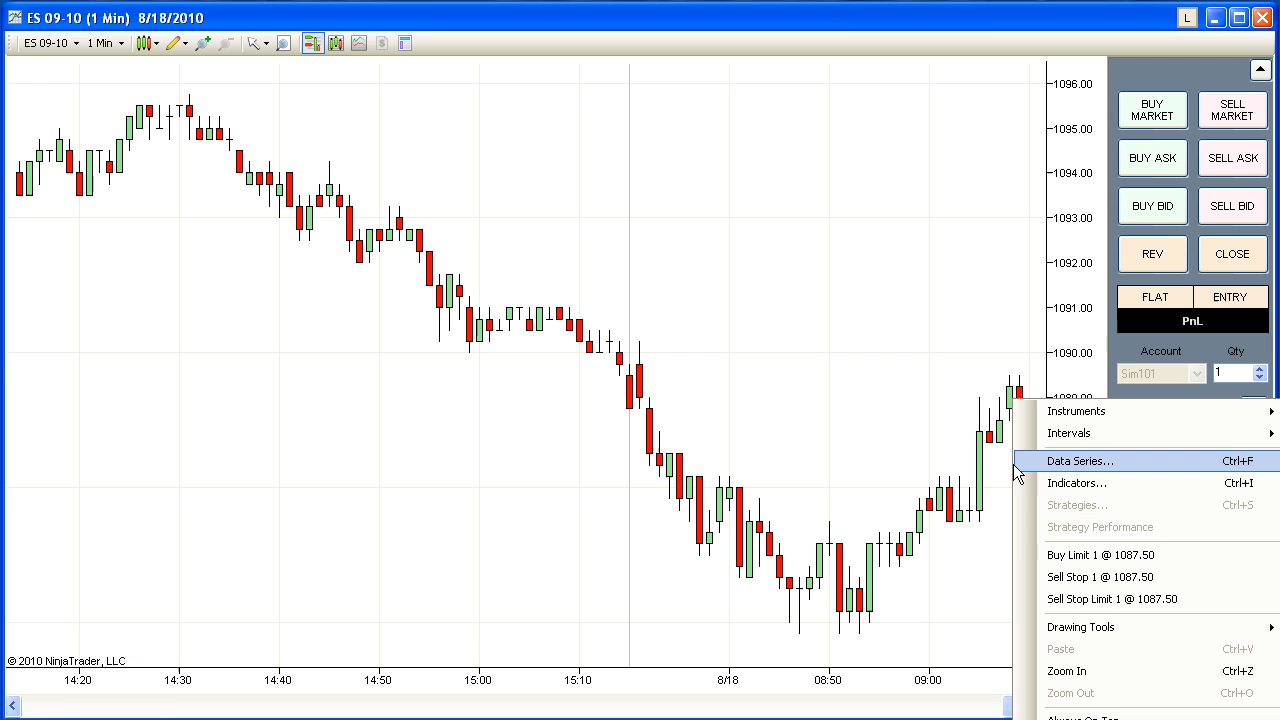 ES 09-10 (1 Min) 8/18/2010
L
ES 09-10
1 Min
$
1096.00
1095.00
1094.00
1093.00
1092.00
1091.00
1090.00
1089.00
BUY MARKET
SELL MARKET
BUY ASK
SELL ASK
BUY BID
SELL BID
REV
CLOSE
FLAT
ENTRY
PnL
Account
Qty
Sim101
1
Instruments
Intervals
Data Series... Ctrl+F
Indicators... Ctrl+I
Strategies... Ctrl+S
Strategy Performance
Buy Limit 1 @ 1087.50
Sell Stop 1 @ 1087.50
Sell Stop Limit 1 @ 1087.50
Drawing Tools
Paste Ctrl+V
Zoom In Ctrl+Z
Zoom Out Ctrl+O
Always On Top
© 2010 NinjaTrader, LLC
14:20
14:30
14:40
14:50
15:00
15:10
8/18
08:50
09:00